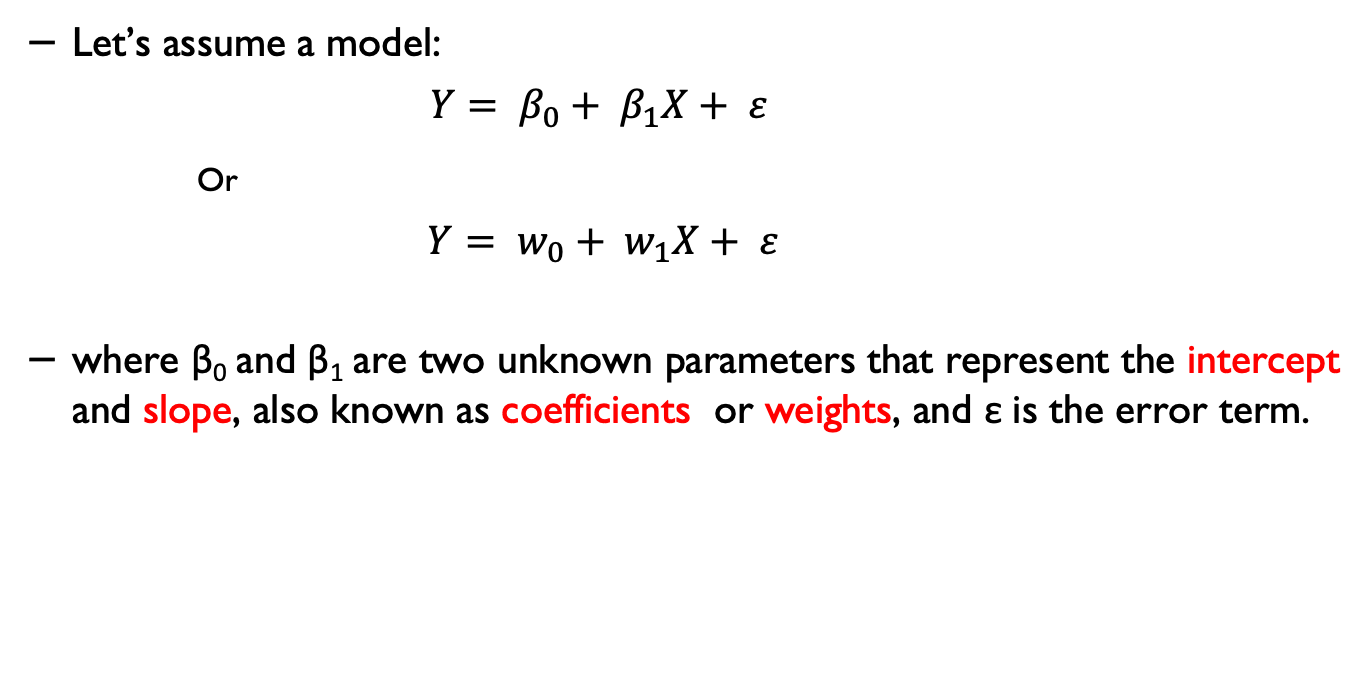 – Let's assume a model:
Y = β₀ + β₁X + ε
Or
Y = w₀ + w₁X + ε
– where β₀ and β₁ are two unknown parameters that represent the intercept
and slope, also known as coefficients or weights, and ε is the error term.